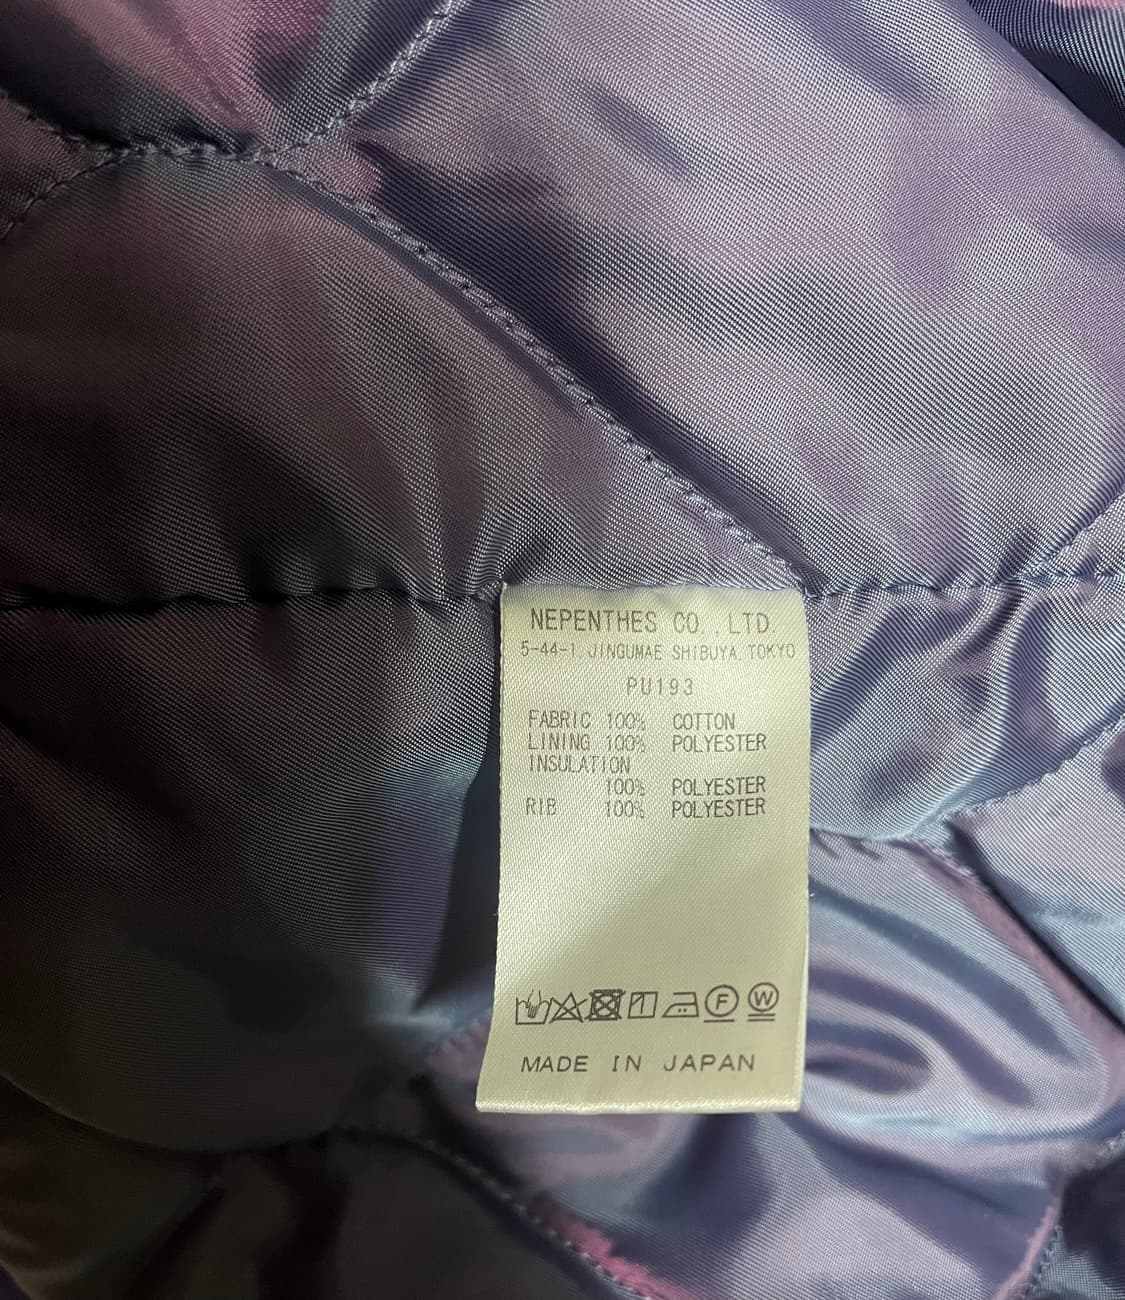 NEPENTHES CO., LTD.
5-44-1, JINGUMAE SHIBUYA, TOKYO
PU193
FABRIC 100% COTTON
LINING 100% POLYESTER
INSULATION
100% POLYESTER
RIB 100% POLYESTER
F W
MADE IN JAPAN